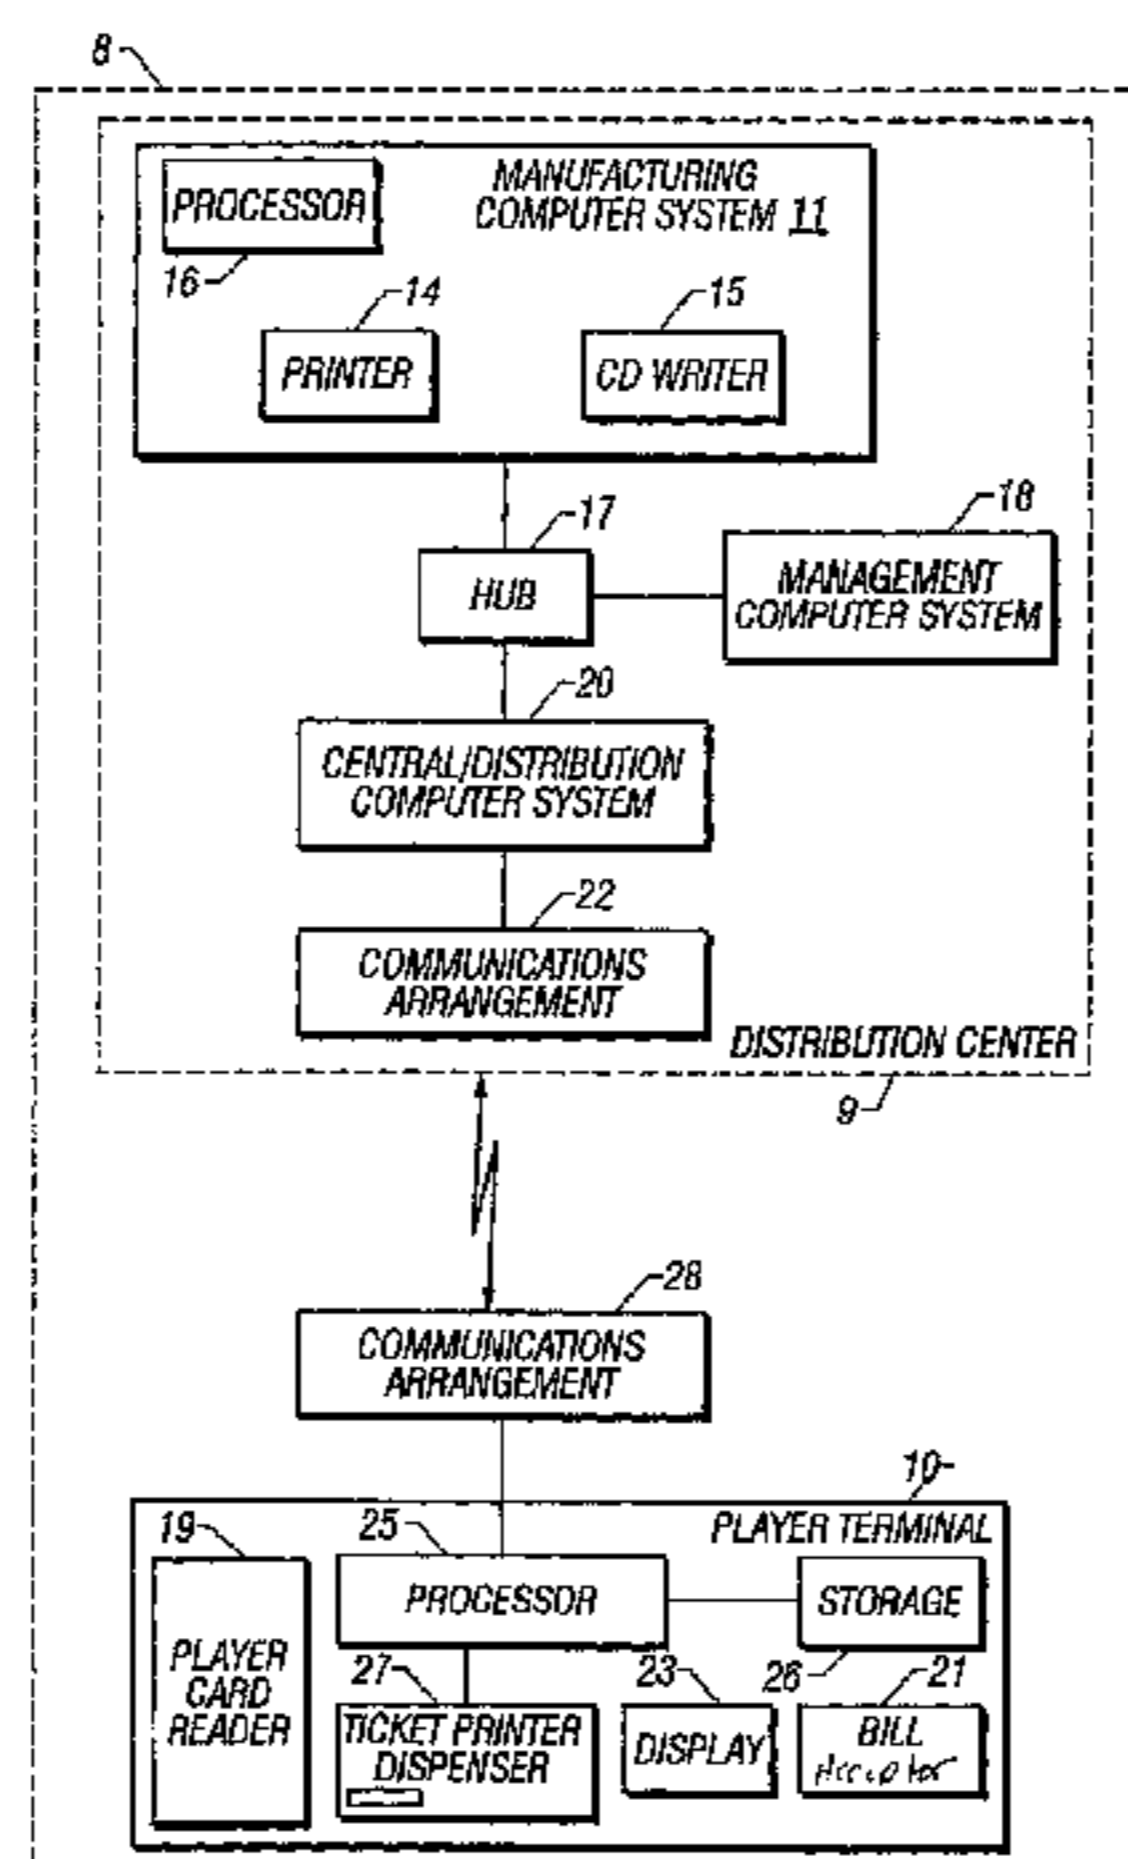 8
MANUFACTURING
COMPUTER SYSTEM 11
PROCESSOR
16
14
PRINTER
15
CD WRITER
17
HUB
18
MANAGEMENT
COMPUTER SYSTEM
20
CENTRAL/DISTRIBUTION
COMPUTER SYSTEM
22
COMMUNICATIONS
ARRANGEMENT
DISTRIBUTION CENTER
9
28
COMMUNICATIONS
ARRANGEMENT
10
PLAYER TERMINAL
19
PLAYER
CARD
READER
25
PROCESSOR
STORAGE
26
27
TICKET PRINTER
DISPENSER
23
DISPLAY
21
BILL
Acceptor